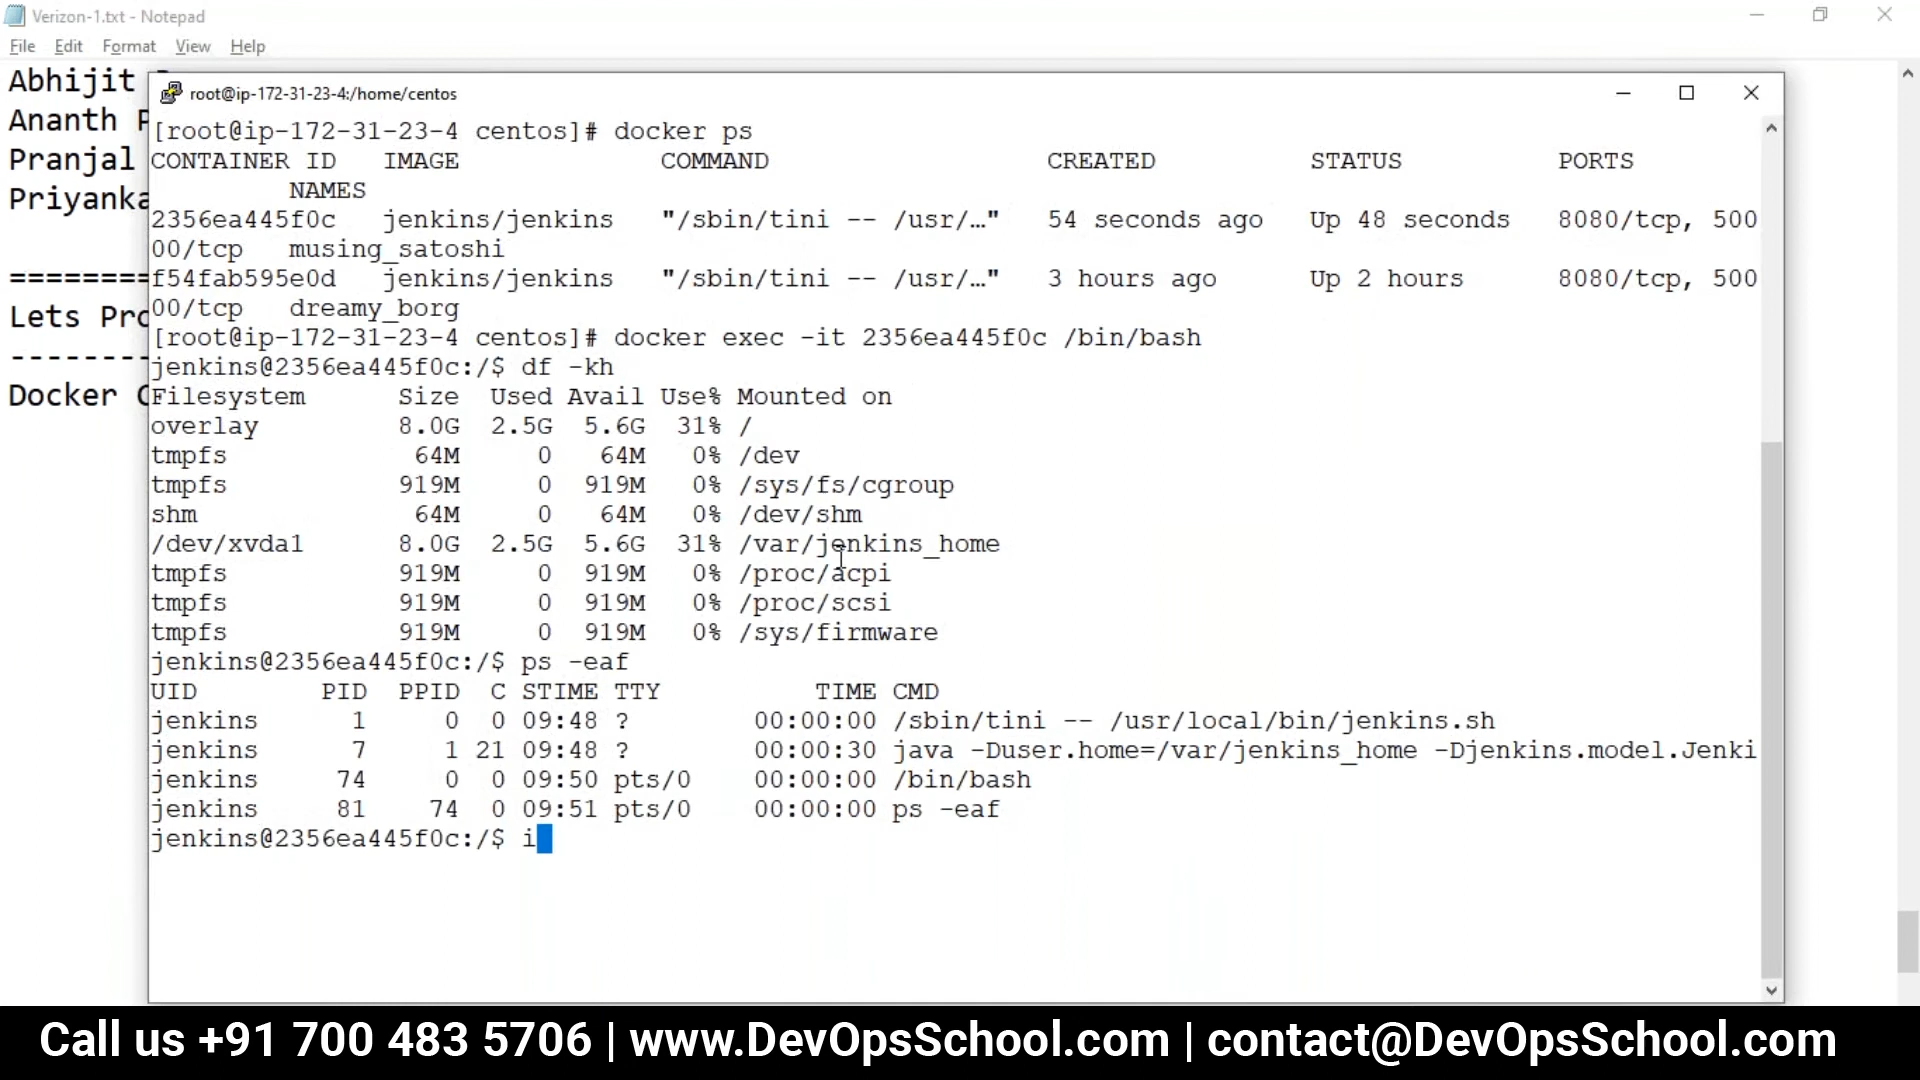 Verizon-1.txt - Notepad
File Edit Format View Help
Abhijit
Ananth P
Pranjal
Priyanka
=========
Lets Pro
---------
Docker C
root@ip-172-31-23-4:/home/centos
[root@ip-172-31-23-4 centos]# docker ps
CONTAINER ID   IMAGE             COMMAND                  CREATED          STATUS          PORTS
         NAMES
2356ea445f0c   jenkins/jenkins   "/sbin/tini -- /usr/…"   54 seconds ago   Up 48 seconds   8080/tcp, 500
00/tcp   musing_satoshi
f54fab595e0d   jenkins/jenkins   "/sbin/tini -- /usr/…"   3 hours ago      Up 2 hours      8080/tcp, 500
00/tcp   dreamy_borg
[root@ip-172-31-23-4 centos]# docker exec -it 2356ea445f0c /bin/bash
jenkins@2356ea445f0c:/$ df -kh
Filesystem      Size  Used Avail Use% Mounted on
overlay         8.0G  2.5G  5.6G  31% /
tmpfs            64M     0   64M   0% /dev
tmpfs           919M     0  919M   0% /sys/fs/cgroup
shm              64M     0   64M   0% /dev/shm
/dev/xvda1      8.0G  2.5G  5.6G  31% /var/jenkins_home
tmpfs           919M     0  919M   0% /proc/acpi
tmpfs           919M     0  919M   0% /proc/scsi
tmpfs           919M     0  919M   0% /sys/firmware
jenkins@2356ea445f0c:/$ ps -eaf
UID        PID  PPID  C STIME TTY          TIME CMD
jenkins      1     0  0 09:48 ?        00:00:00 /sbin/tini -- /usr/local/bin/jenkins.sh
jenkins      7     1 21 09:48 ?        00:00:30 java -Duser.home=/var/jenkins_home -Djenkins.model.Jenki
jenkins     74     0  0 09:50 pts/0    00:00:00 /bin/bash
jenkins     81    74  0 09:51 pts/0    00:00:00 ps -eaf
jenkins@2356ea445f0c:/$ i
Call us +91 700 483 5706 | www.DevOpsSchool.com | contact@DevOpsSchool.com